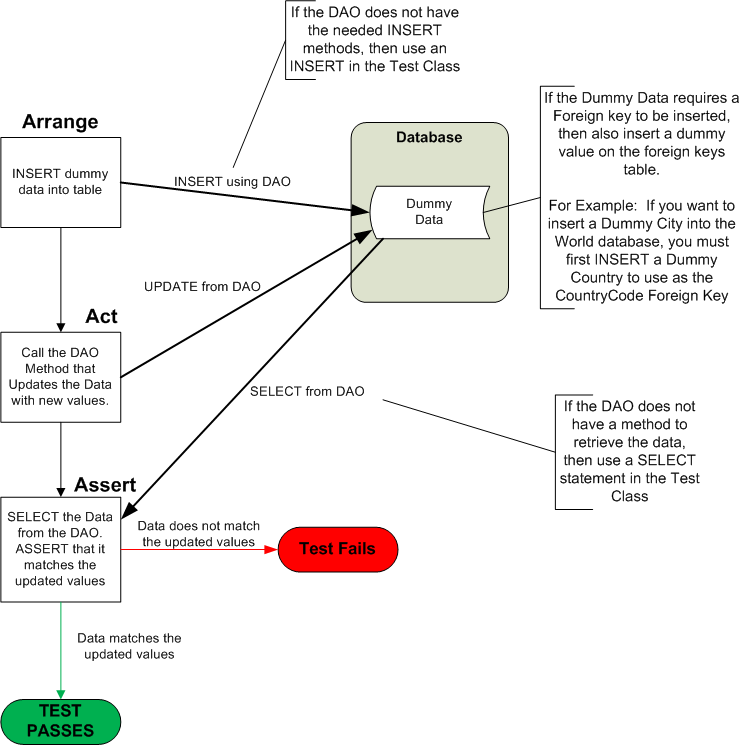 If the DAO does not have
the needed INSERT
methods, then use an
INSERT in the Test Class
If the Dummy Data requires a
Foreign key to be inserted,
then also insert a dummy
value on the foreign keys
table.
For Example:  If you want to
insert a Dummy City into the
World database, you must
first INSERT a Dummy
Country to use as the
CountryCode Foreign Key
Arrange
INSERT dummy
data into table
INSERT using DAO
Database
Dummy
Data
UPDATE from DAO
Act
Call the DAO
Method that
Updates the Data
with new values.
SELECT from DAO
If the DAO does not
have a method to
retrieve the data,
then use a SELECT
statement in the Test
Class
Assert
SELECT the Data
from the DAO.
ASSERT that it
matches the
updated values
Data does not match
the updated values
Test Fails
Data matches the
updated values
TEST
PASSES